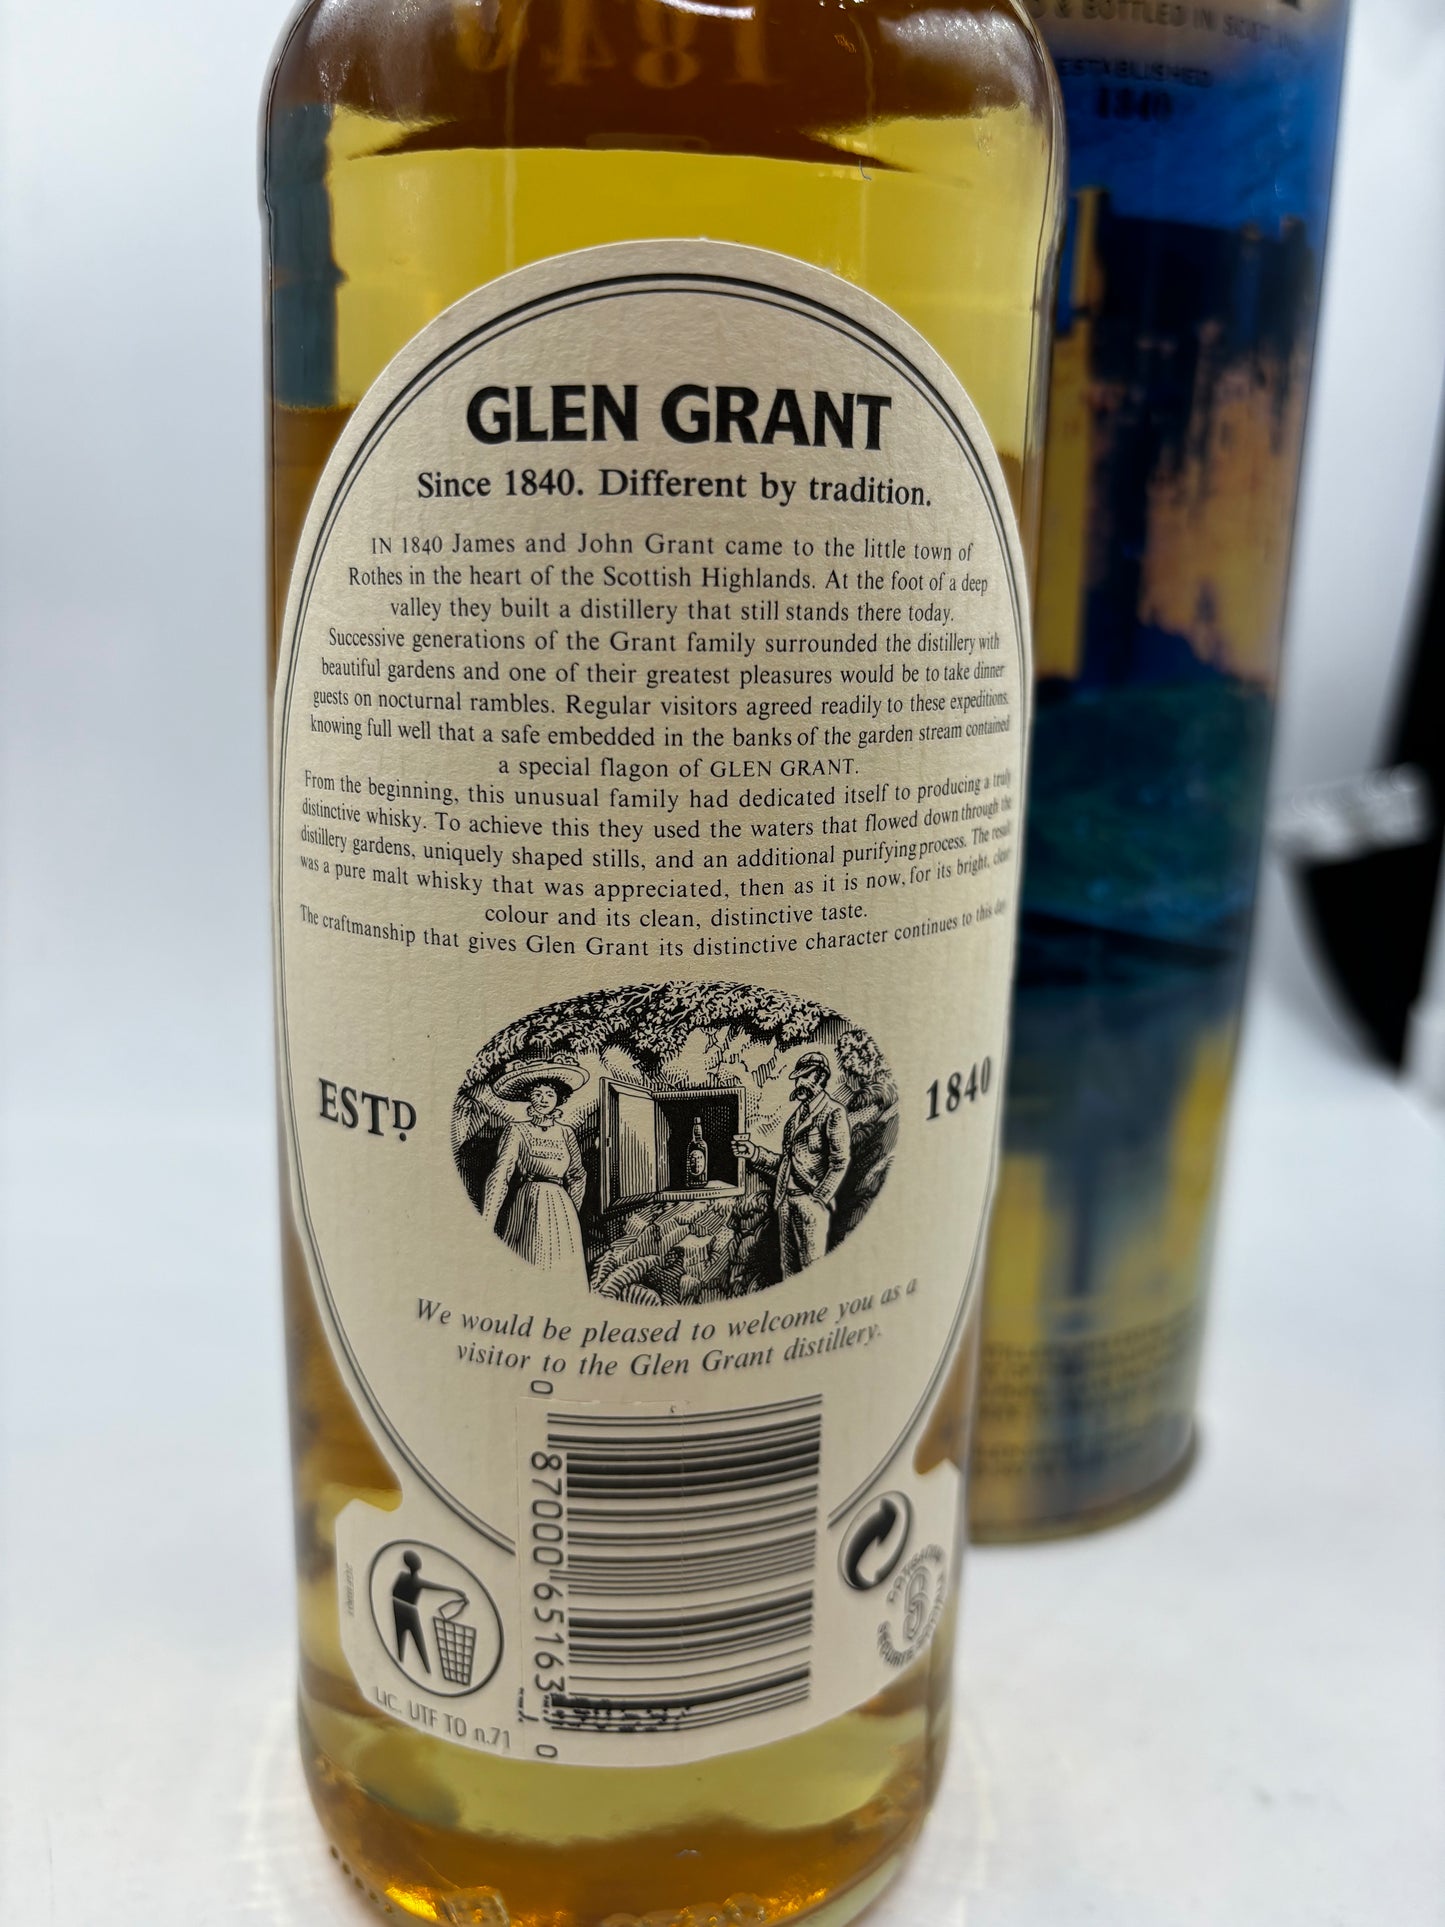 1840
& BOTTLED IN SCOTLAND
ESTABLISHED
1840
GLEN GRANT
Since 1840. Different by tradition.
IN 1840 James and John Grant came to the little town of
Rothes in the heart of the Scottish Highlands. At the foot of a deep
valley they built a distillery that still stands there today.
Successive generations of the Grant family surrounded the distillery with
beautiful gardens and one of their greatest pleasures would be to take dinner
guests on nocturnal rambles. Regular visitors agreed readily to these expeditions,
knowing full well that a safe embedded in the banks of the garden stream contained
a special flagon of GLEN GRANT.
From the beginning, this unusual family had dedicated itself to producing a truly
distinctive whisky. To achieve this they used the waters that flowed down through the
distillery gardens, uniquely shaped stills, and an additional purifying process. The result
was a pure malt whisky that was appreciated, then as it is now, for its bright, clear
colour and its clean, distinctive taste.
The craftmanship that gives Glen Grant its distinctive character continues to this day
ESTD.
1840
We would be pleased to welcome you as a
visitor to the Glen Grant distillery.
0 87000 65163 0
LIC. UTF TO n.71